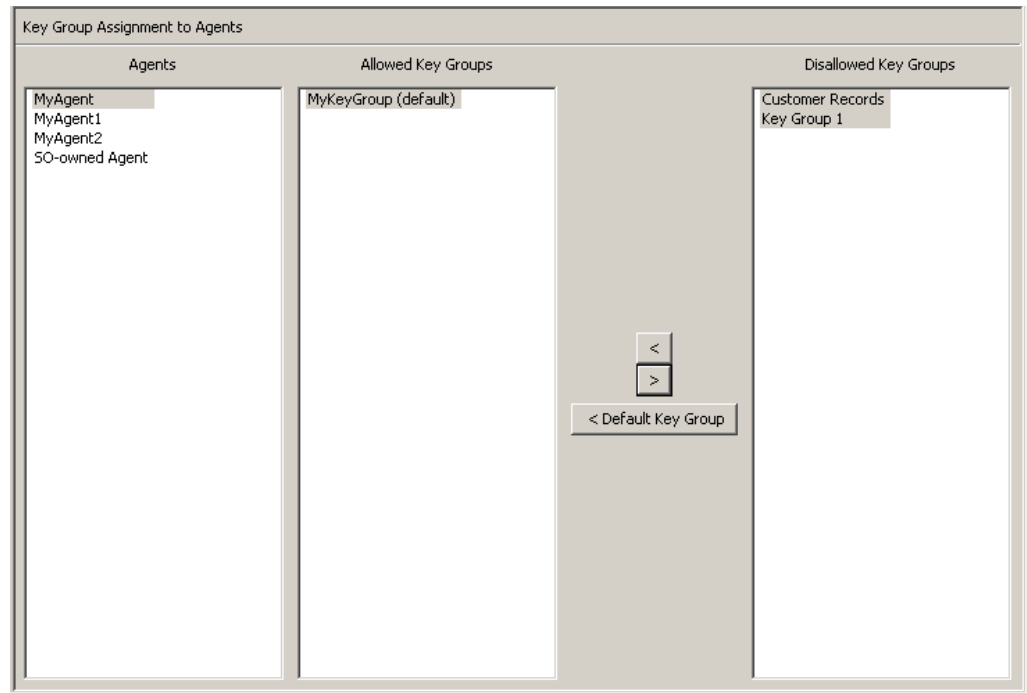 Key Group Assignment to Agents
Agents
Allowed Key Groups
Disallowed Key Groups
MyAgent
MyAgent1
MyAgent2
SO-owned Agent
MyKeyGroup (default)
Customer Records
Key Group 1
<
>
< Default Key Group